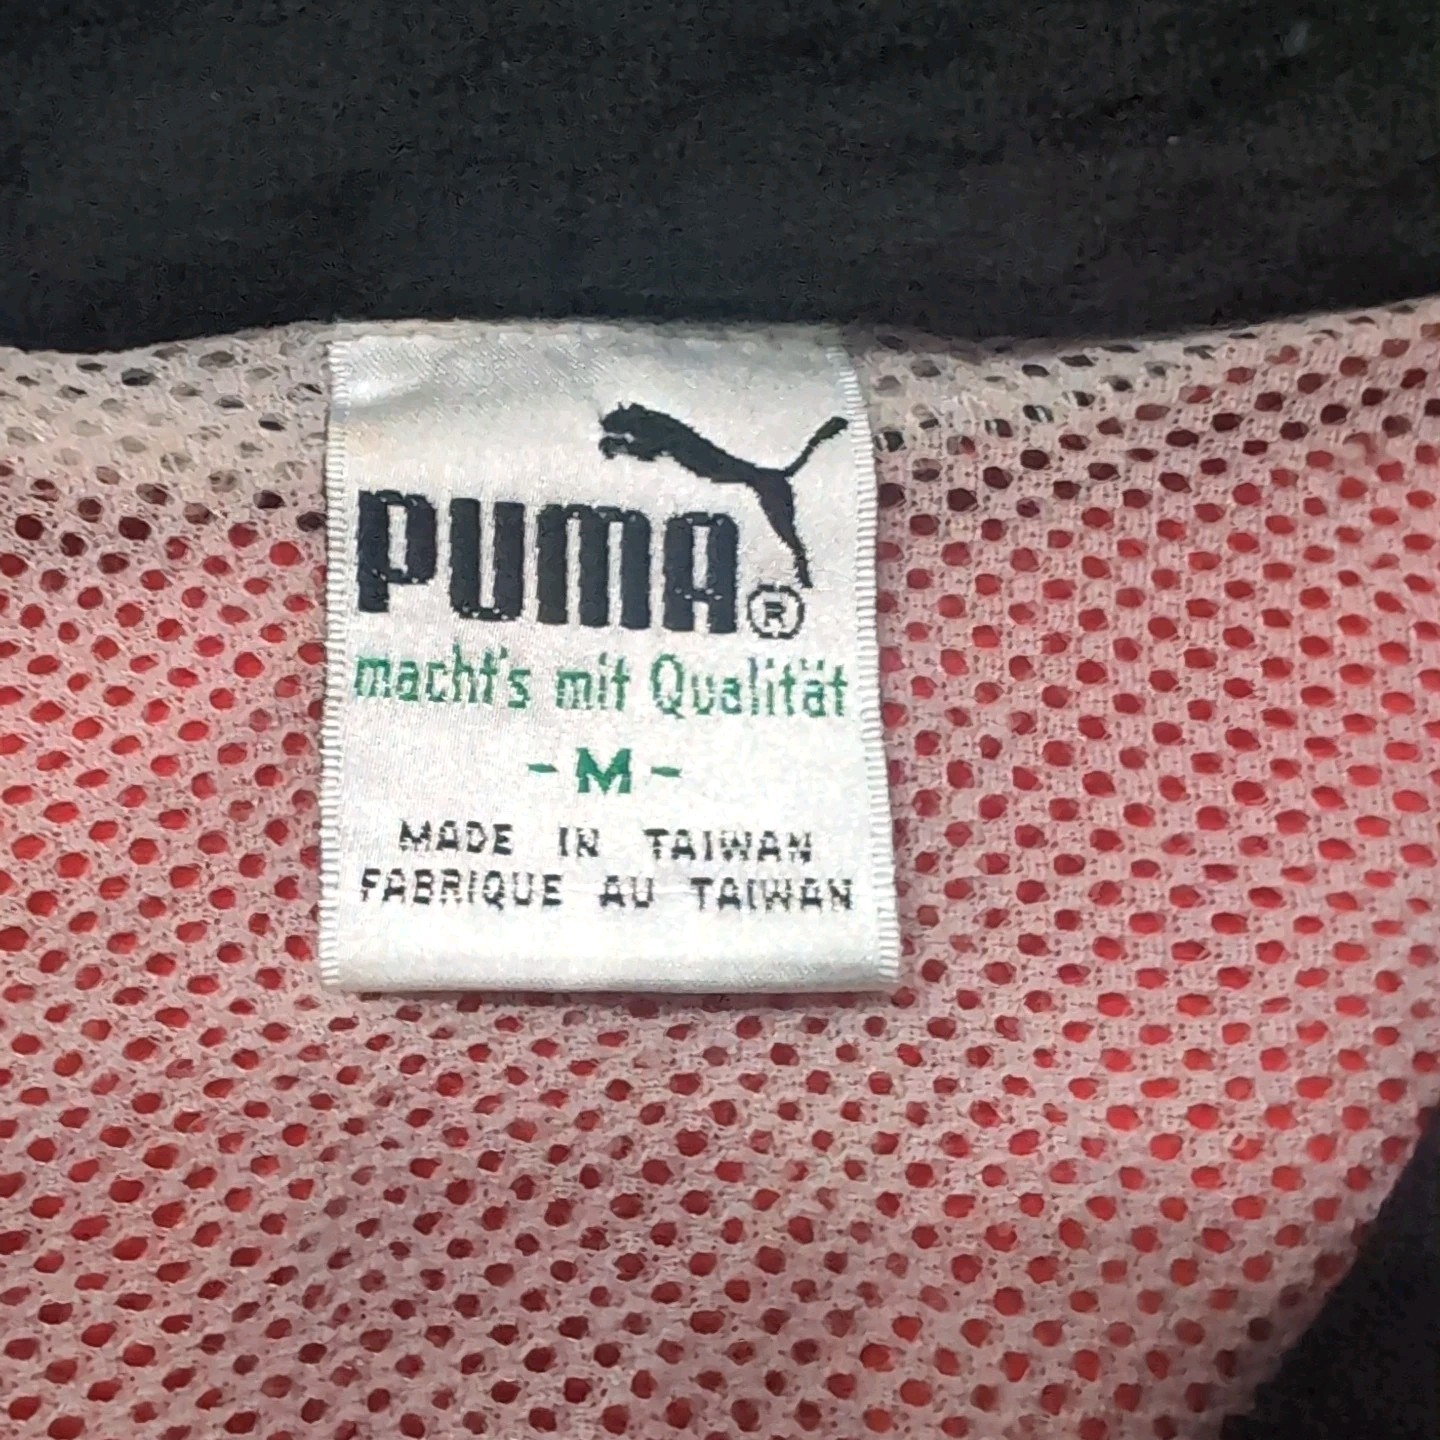 PUMA®
macht's mit Qualität
- M -
MADE IN TAIWAN
FABRIQUE AU TAIWAN